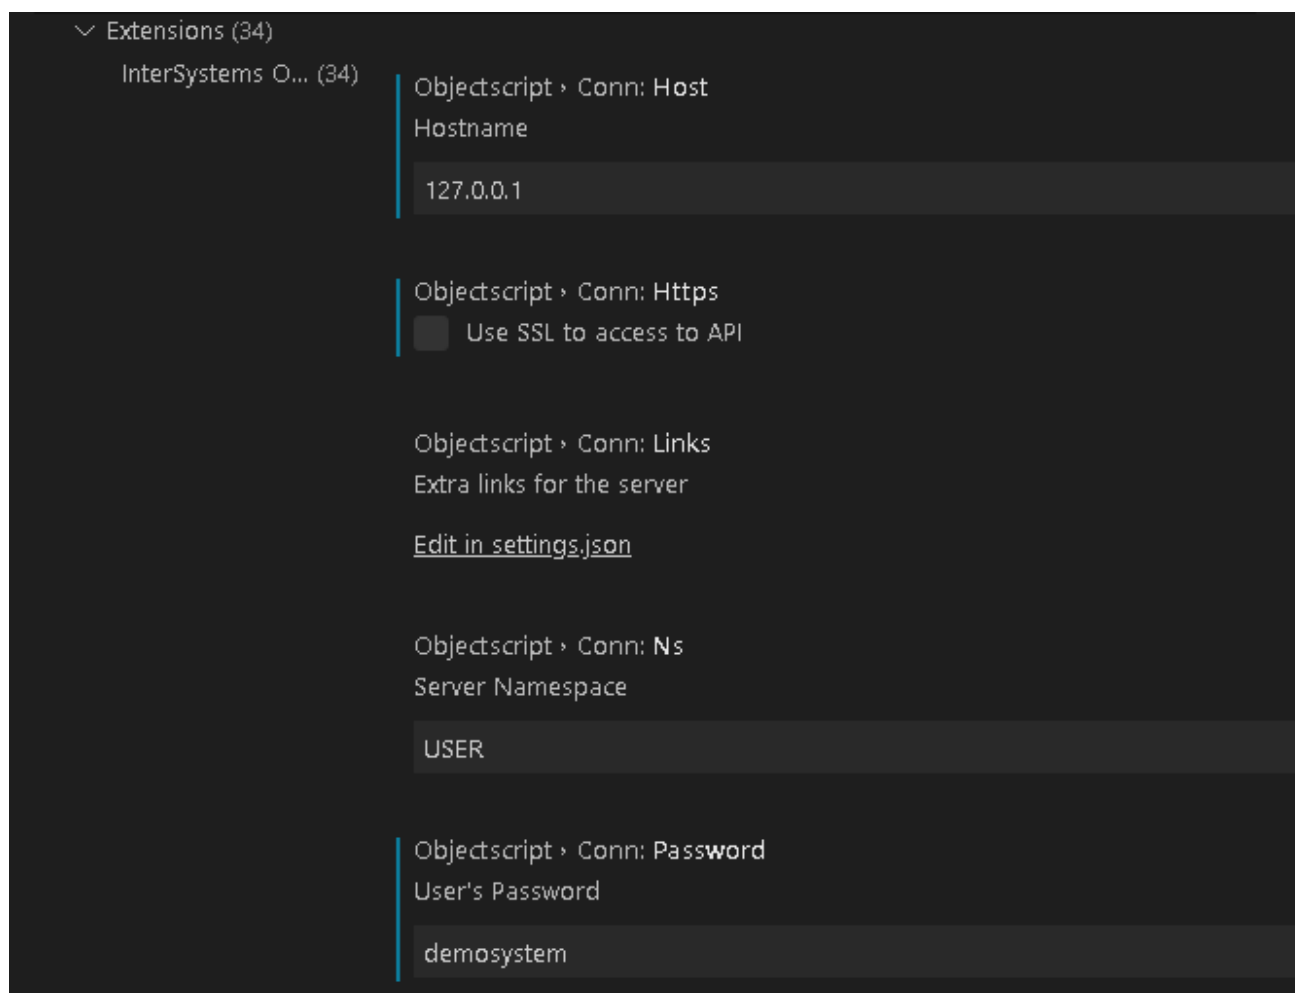 Extensions (34)
InterSystems O... (34)
Objectscript › Conn: Host
Hostname
127.0.0.1
Objectscript › Conn: Https
Use SSL to access to API
Objectscript › Conn: Links
Extra links for the server
Edit in settings.json
Objectscript › Conn: Ns
Server Namespace
USER
Objectscript › Conn: Password
User's Password
demosystem